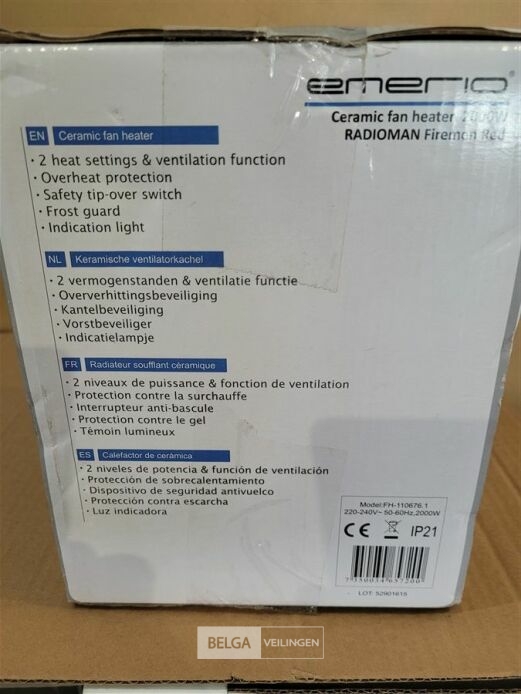 emerio®
Ceramic fan heater 2000W
RADIOMAN Firemen Red
EN Ceramic fan heater
· 2 heat settings & ventilation function
· Overheat protection
· Safety tip-over switch
· Frost guard
· Indication light
NL Keramische ventilatorkachel
· 2 vermogenstanden & ventilatie functie
· Oververhittingsbeveiliging
· Kantelbeveiliging
· Vorstbeveiliger
· Indicatielampje
FR Radiateur soufflant céramique
· 2 niveaux de puissance & fonction de ventilation
· Protection contre la surchauffe
· Interrupteur anti-bascule
· Protection contre le gel
· Témoin lumineux
ES Calefactor de cerámica
· 2 niveles de potencia & función de ventilación
· Protección de sobrecalentamiento
· Dispositivo de seguridad antivuelco
· Protección contra escarcha
· Luz indicadora
Model:FH-110676.1
220-240V~ 50-60Hz,2000W
CE IP21
7350034657200
LOT: 52901615
BELGA VEILINGEN